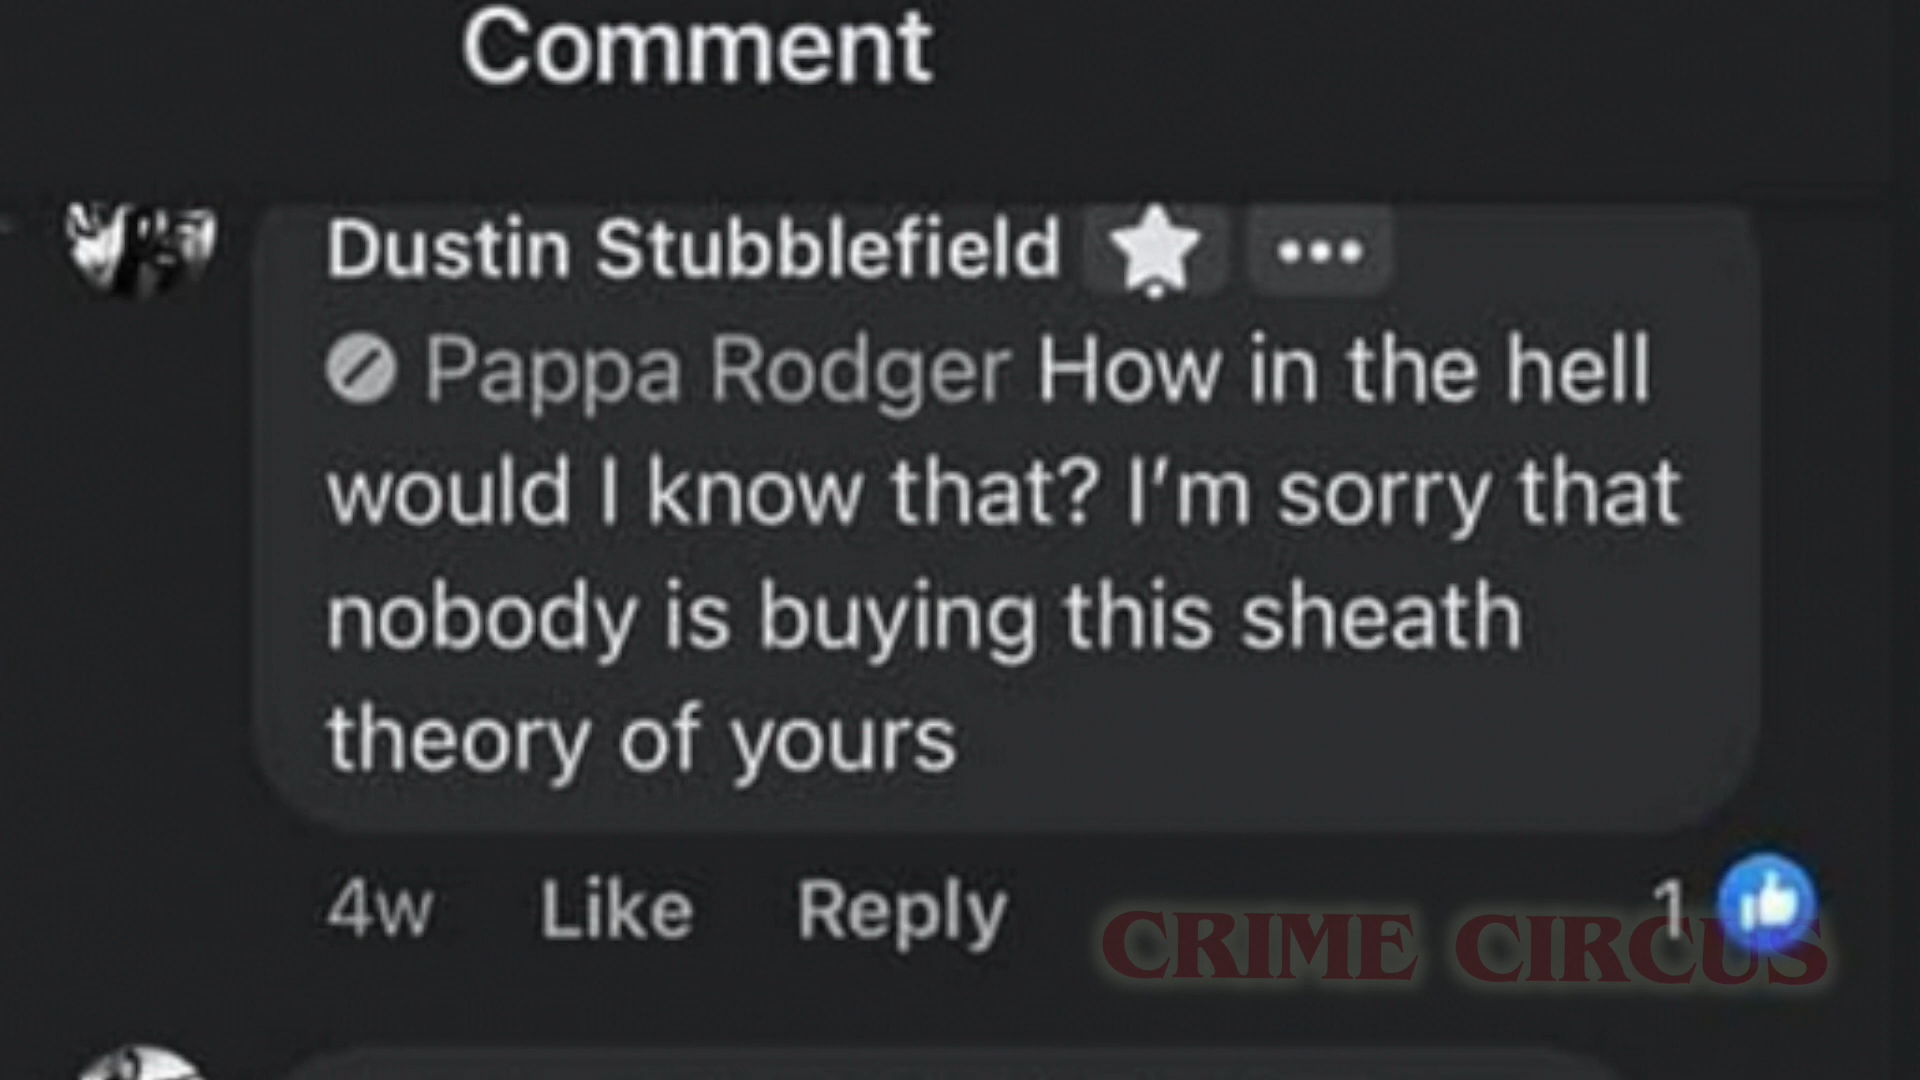 Comment
Dustin Stubblefield
Pappa Rodger How in the hell
would I know that? I'm sorry that
nobody is buying this sheath
theory of yours
4w Like Reply 1
CRIME CIRCUS